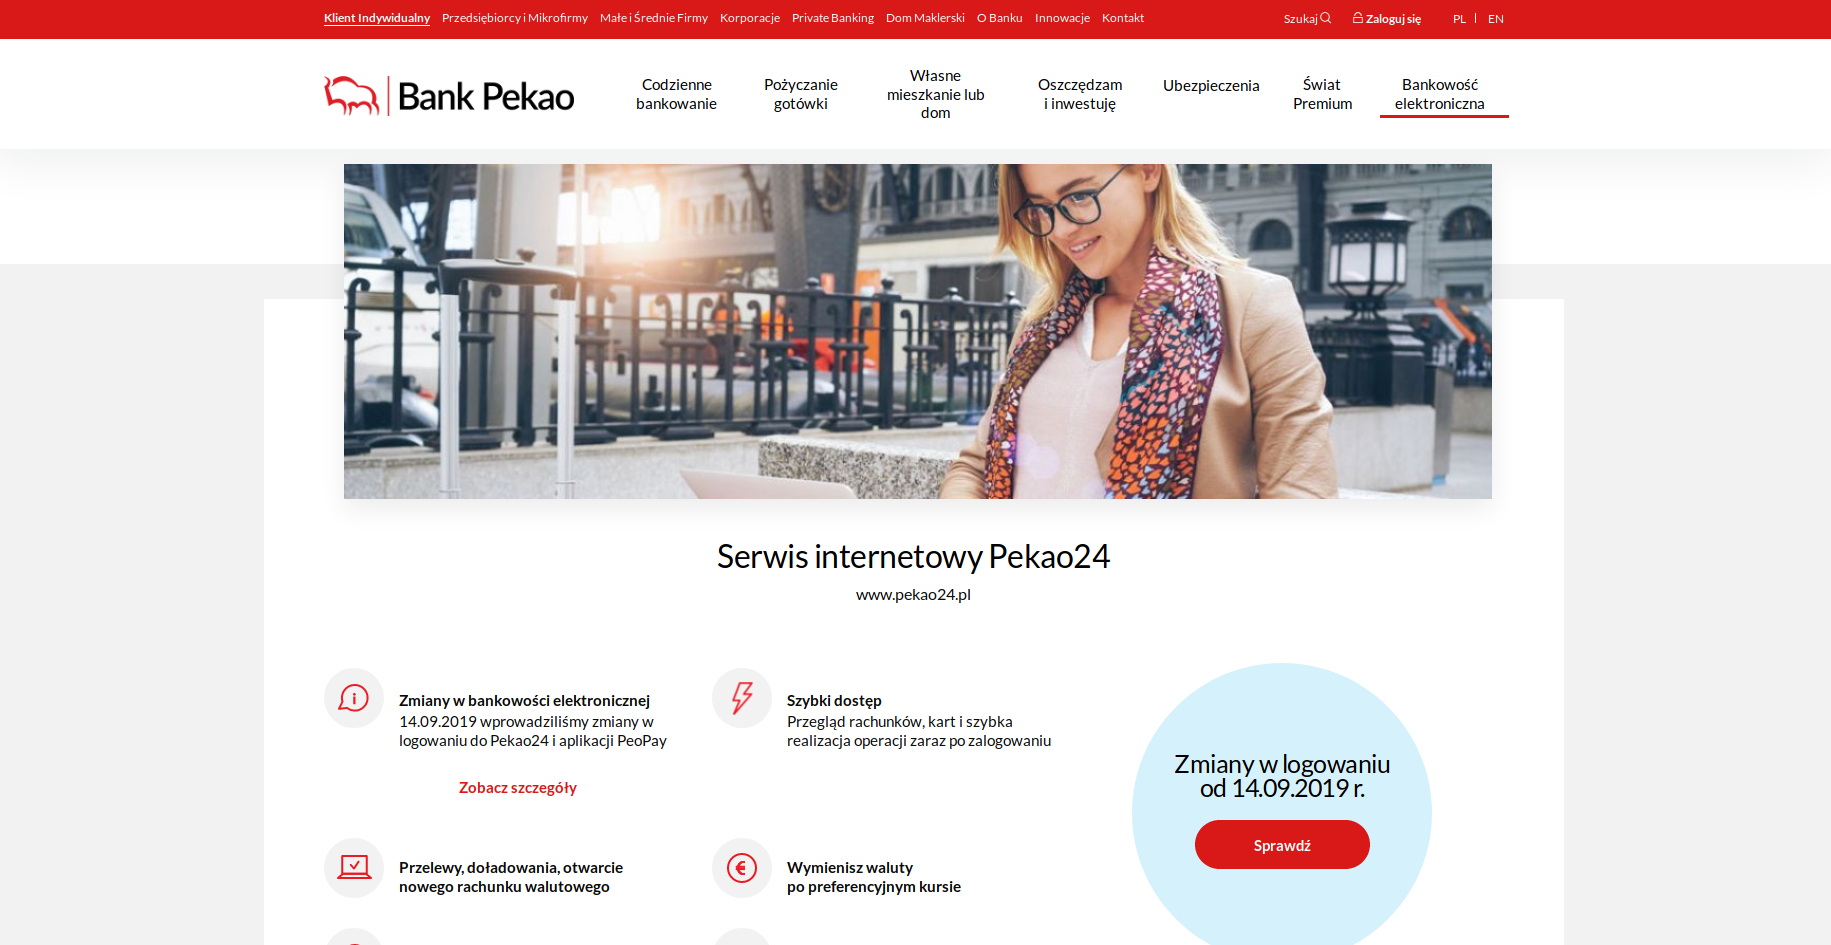 Klient Indywidualny Przedsiębiorcy i Mikrofirmy Małe i Średnie Firmy Korporacje Private Banking Dom Maklerski O Banku Innowacje Kontakt Szukaj Zaloguj się PL | EN
Bank Pekao
Codzienne
bankowanie
Pożyczanie
gotówki
Własne
mieszkanie lub
dom
Oszczędzam
i inwestuję
Ubezpieczenia
Świat
Premium
Bankowość
elektroniczna
Serwis internetowy Pekao24
www.pekao24.pl
Zmiany w bankowości elektronicznej
14.09.2019 wprowadziliśmy zmiany w
logowaniu do Pekao24 i aplikacji PeoPay
Zobacz szczegóły
Szybki dostęp
Przegląd rachunków, kart i szybka
realizacja operacji zaraz po zalogowaniu
Zmiany w logowaniu
od 14.09.2019 r.
Sprawdź
Przelewy, doładowania, otwarcie
nowego rachunku walutowego
Wymienisz waluty
po preferencyjnym kursie